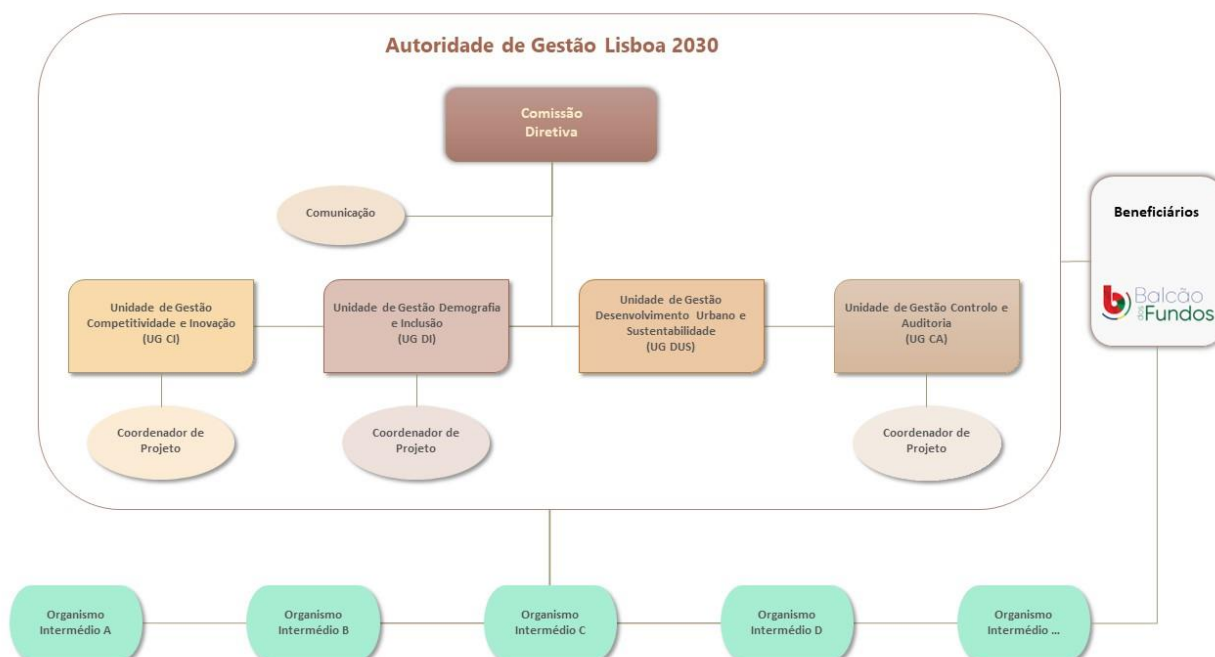 Autoridade de Gestão Lisboa 2030
Comissão
Diretiva
Comunicação
Beneficiários
Balcão
dos
Fundos
Unidade de Gestão
Competitividade e Inovação
(UG CI)
Unidade de Gestão Demografia
e Inclusão
(UG DI)
Unidade de Gestão
Desenvolvimento Urbano e
Sustentabilidade
(UG DUS)
Unidade de Gestão Controlo e
Auditoria
(UG CA)
Coordenador de
Projeto
Coordenador de
Projeto
Coordenador de
Projeto
Organismo
Intermédio A
Organismo
Intermédio B
Organismo
Intermédio C
Organismo
Intermédio D
Organismo
Intermédio ...